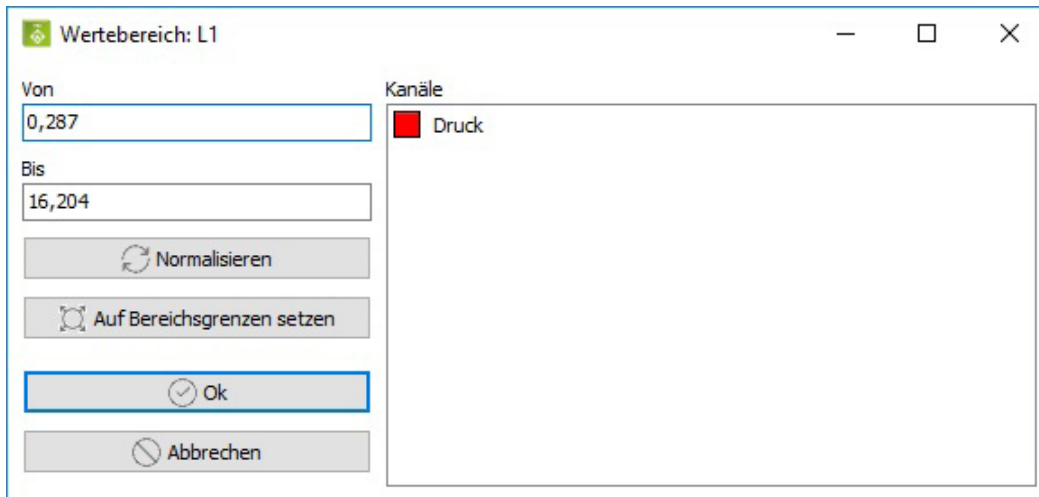 Wertebereich: L1
Von
0,287
Bis
16,204
Normalisieren
Auf Bereichsgrenzen setzen
Ok
Abbrechen
Kanäle
Druck